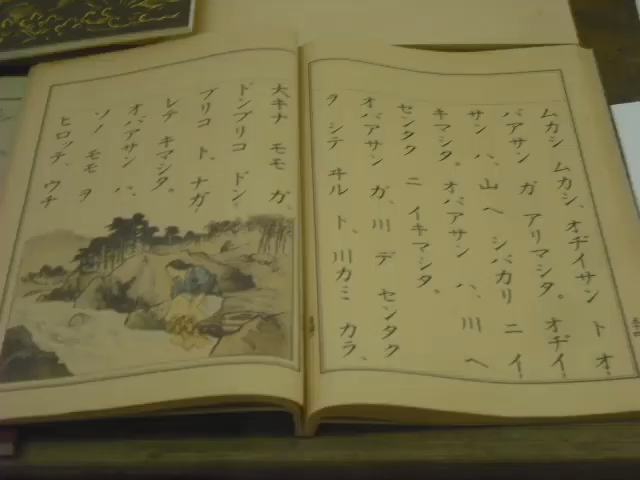 ムカシ ムカシ、オヂイサン ト オ
バアサン ガ アリマシタ。オヂイ
サン ハ、山 ヘ シバカリ ニ イ
キマシタ。オバアサン ハ、川 ヘ
センタク ニ イキマシタ。
オバアサン ガ、川 デ センタク
ヲ シテ ヰル ト、川カミ カラ、
大キナ モモ ガ、
ドンブリコ ドン
ブリコ ト、ナガ
レテ キマシタ。
オバアサン ハ、
ソノ モモ ヲ
ヒロッテ、ウチ